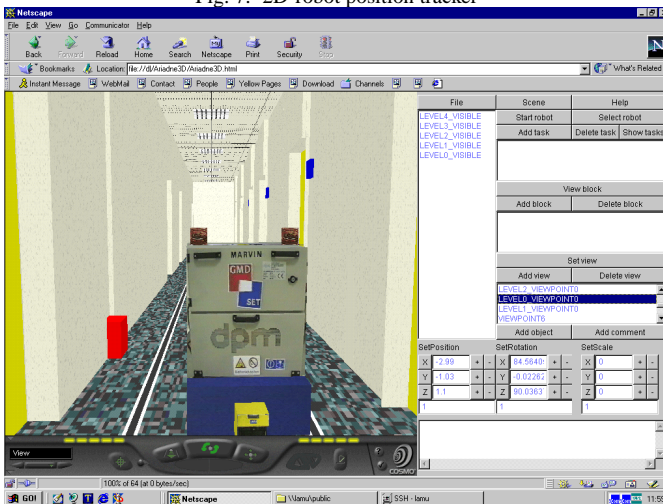 Fig. 7. 2D robot position tracker
Netscape
File Edit View Go Communicator Help
Back Forward Reload Home Search Netscape Print Security Stop
Bookmarks Location: file://d|/Ariadne3D/Ariadne3D.html What's Related
Instant Message WebMail Contact People Yellow Pages Download Channels
File Scene Help
LEVEL4_VISIBLE
LEVEL3_VISIBLE
LEVEL2_VISIBLE
LEVEL1_VISIBLE
LEVEL0_VISIBLE
Start robot Select robot
Add task Delete task Show tasks
View block
Add block Delete block
Set view
Add view Delete view
LEVEL2_VIEWPOINT0
LEVEL0_VIEWPOINT0
LEVEL1_VIEWPOINT0
VIEWPOINT6
Add object Add comment
SetPosition SetRotation SetScale
X -2.99 + - X 84.5640 + - X 0 + -
Y -1.03 + - Y -0.02262 + - Y 0 + -
Z 1.1 + - Z 90.0363 + - Z 0 + -
1 1 1
MARVIN
GMD
SET
dpm
View
COSMO
100% of 64 (at 0 bytes/sec)
GO! Netscape \\lamu\public SSH - lamu